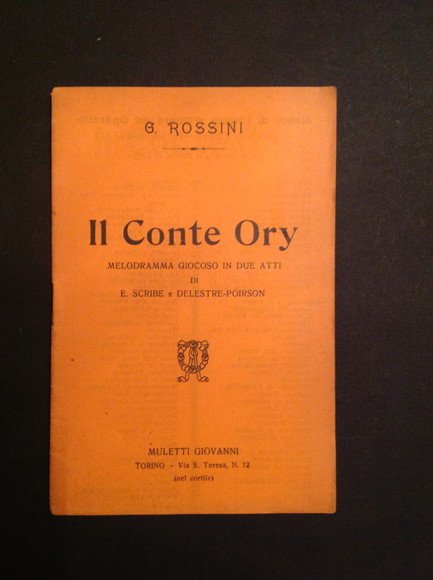 G. ROSSINI
Il Conte Ory
MELODRAMMA GIOCOSO IN DUE ATTI
DI
E. SCRIBE e DELESTRE-POIRSON
MULETTI GIOVANNI
TORINO - Via S. Teresa, N. 12
(nel cortile)